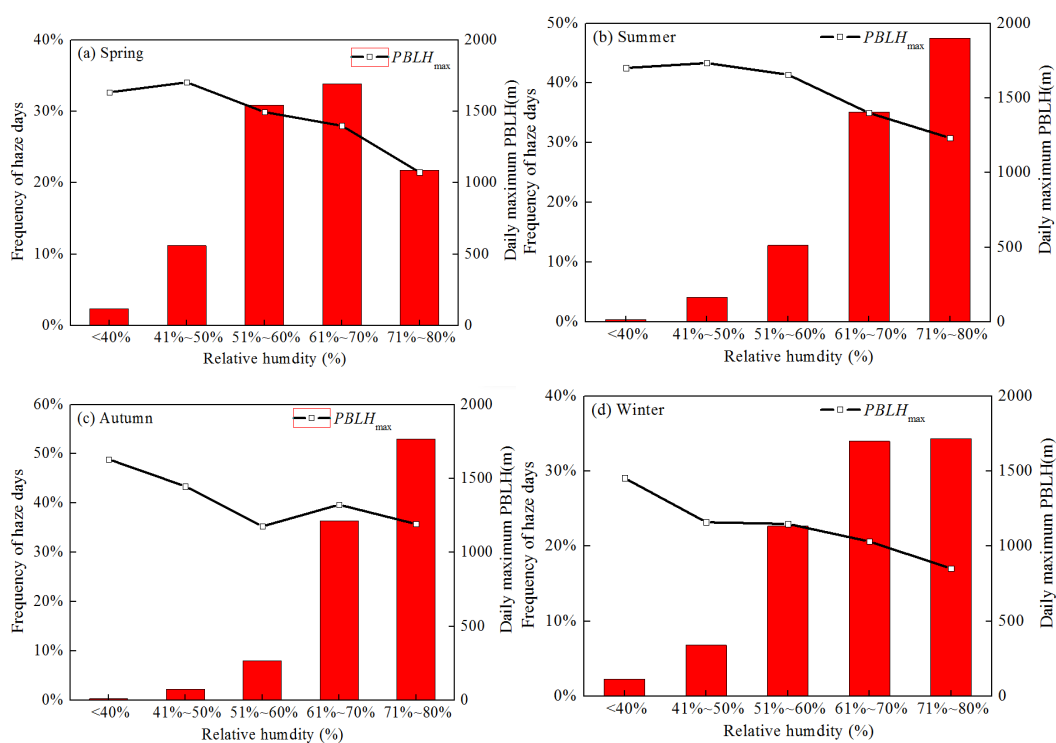 (a) Spring
PBLHmax
40%
30%
20%
10%
0%
Frequency of haze days
2000
1500
1000
500
0
Daily maximum PBLH(m)
<40% 41%~50% 51%~60% 61%~70% 71%~80%
Relative humdity (%)
(b) Summer
PBLHmax
50%
40%
30%
20%
10%
0%
Frequency of haze days
2000
1500
1000
500
0
Daily maximum PBLH(m)
<40% 41%~50% 51%~60% 61%~70% 71%~80%
Relative humdity (%)
(c) Autumn
PBLHmax
60%
50%
40%
30%
20%
10%
0%
Frequency of haze days
2000
1500
1000
500
0
Daily maximum PBLH(m)
<40% 41%~50% 51%~60% 61%~70% 71%~80%
Relative humidity (%)
(d) Winter
PBLHmax
40%
30%
20%
10%
0%
Frequency of haze days
2000
1500
1000
500
0
Daily maximum PBLH(m)
<40% 41%~50% 51%~60% 61%~70% 71%~80%
Relative humidity (%)